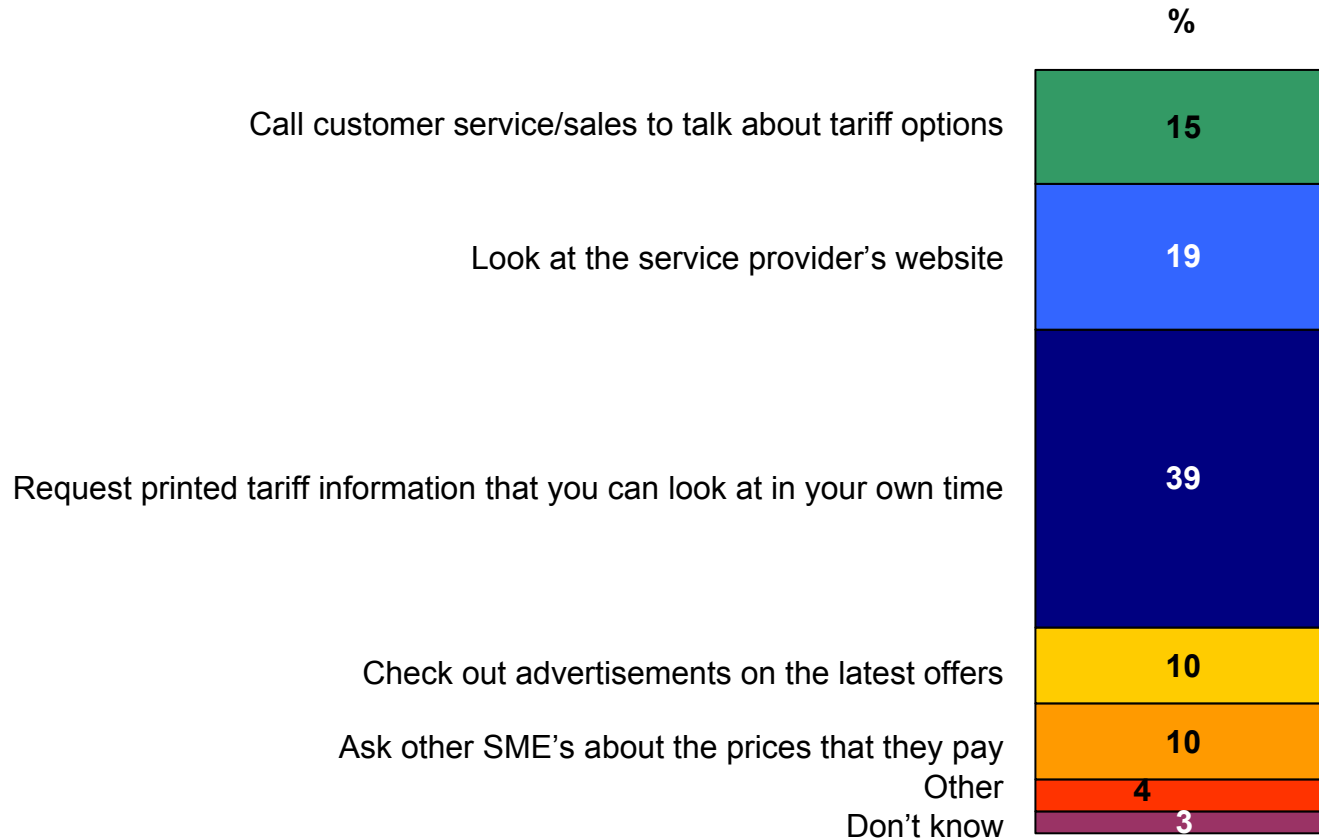 %
Call customer service/sales to talk about tariff options 15
Look at the service provider’s website 19
Request printed tariff information that you can look at in your own time 39
Check out advertisements on the latest offers 10
Ask other SME’s about the prices that they pay 10
Other 4
Don’t know 3